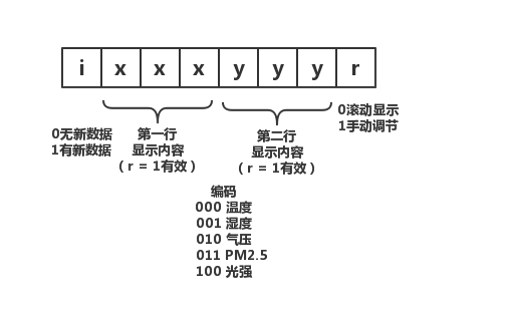 i x x x y y y r
0无新数据
1有新数据
第一行
显示内容
（r = 1有效）
第二行
显示内容
（r = 1有效）
0滚动显示
1手动调节
编码
000 温度
001 湿度
010 气压
011 PM2.5
100 光强